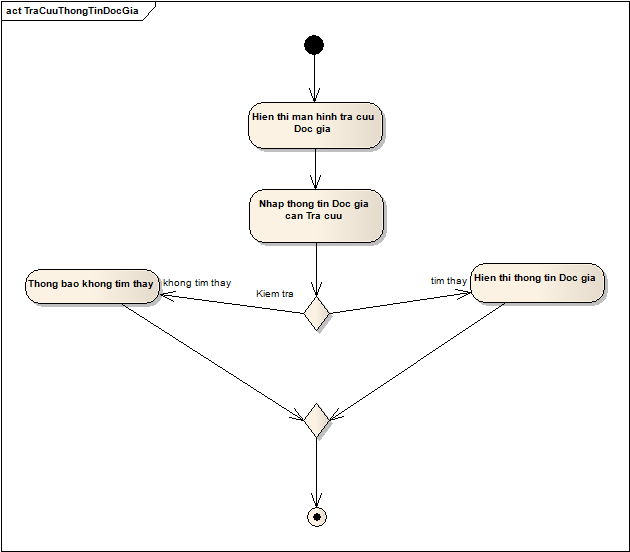 act TraCuuThongTinDocGia
Hien thi man hinh tra cuu
Doc gia
Nhap thong tin Doc gia
can Tra cuu
Thong bao khong tim thay
khong tim thay
Kiem tra
tim thay
Hien thi thong tin Doc gia